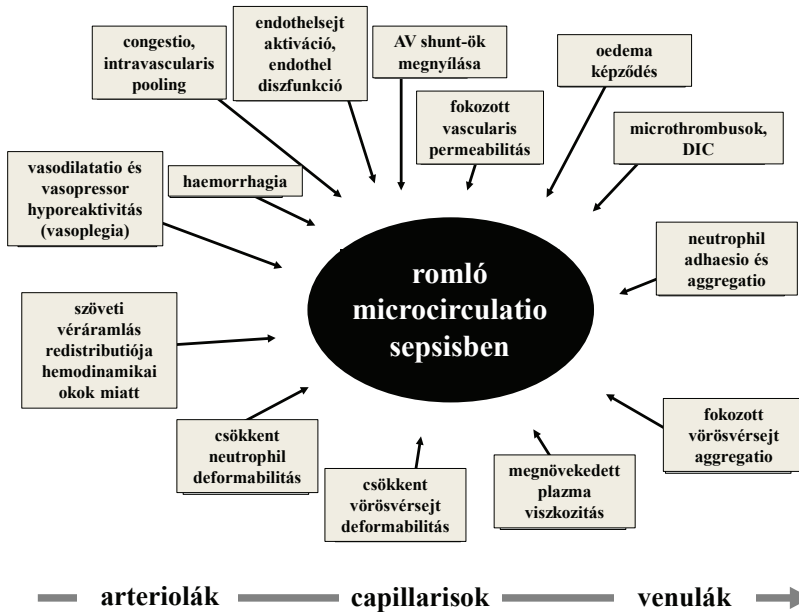 congestio,
intravascularis
pooling
endothelsejt
aktiváció,
endothel
diszfunkció
AV shunt-ök
megnyílása
oedema
képződés
fokozott
vascularis
permeabilitás
microthrombusok,
DIC
vasodilatatio és
vasopressor
hyporeaktivitás
(vasoplegia)
haemorrhagia
neutrophil
adhaesio és
aggregatio
romló
microcirculatio
sepsisben
szöveti
véráramlás
redistributiója
hemodinamikai
okok miatt
fokozott
vörösvérsejt
aggregatio
csökkent
neutrophil
deformabilitás
csökkent
vörösvérsejt
deformabilitás
megnövekedett
plazma
viszkozitás
arteriolák capillarisok venulák